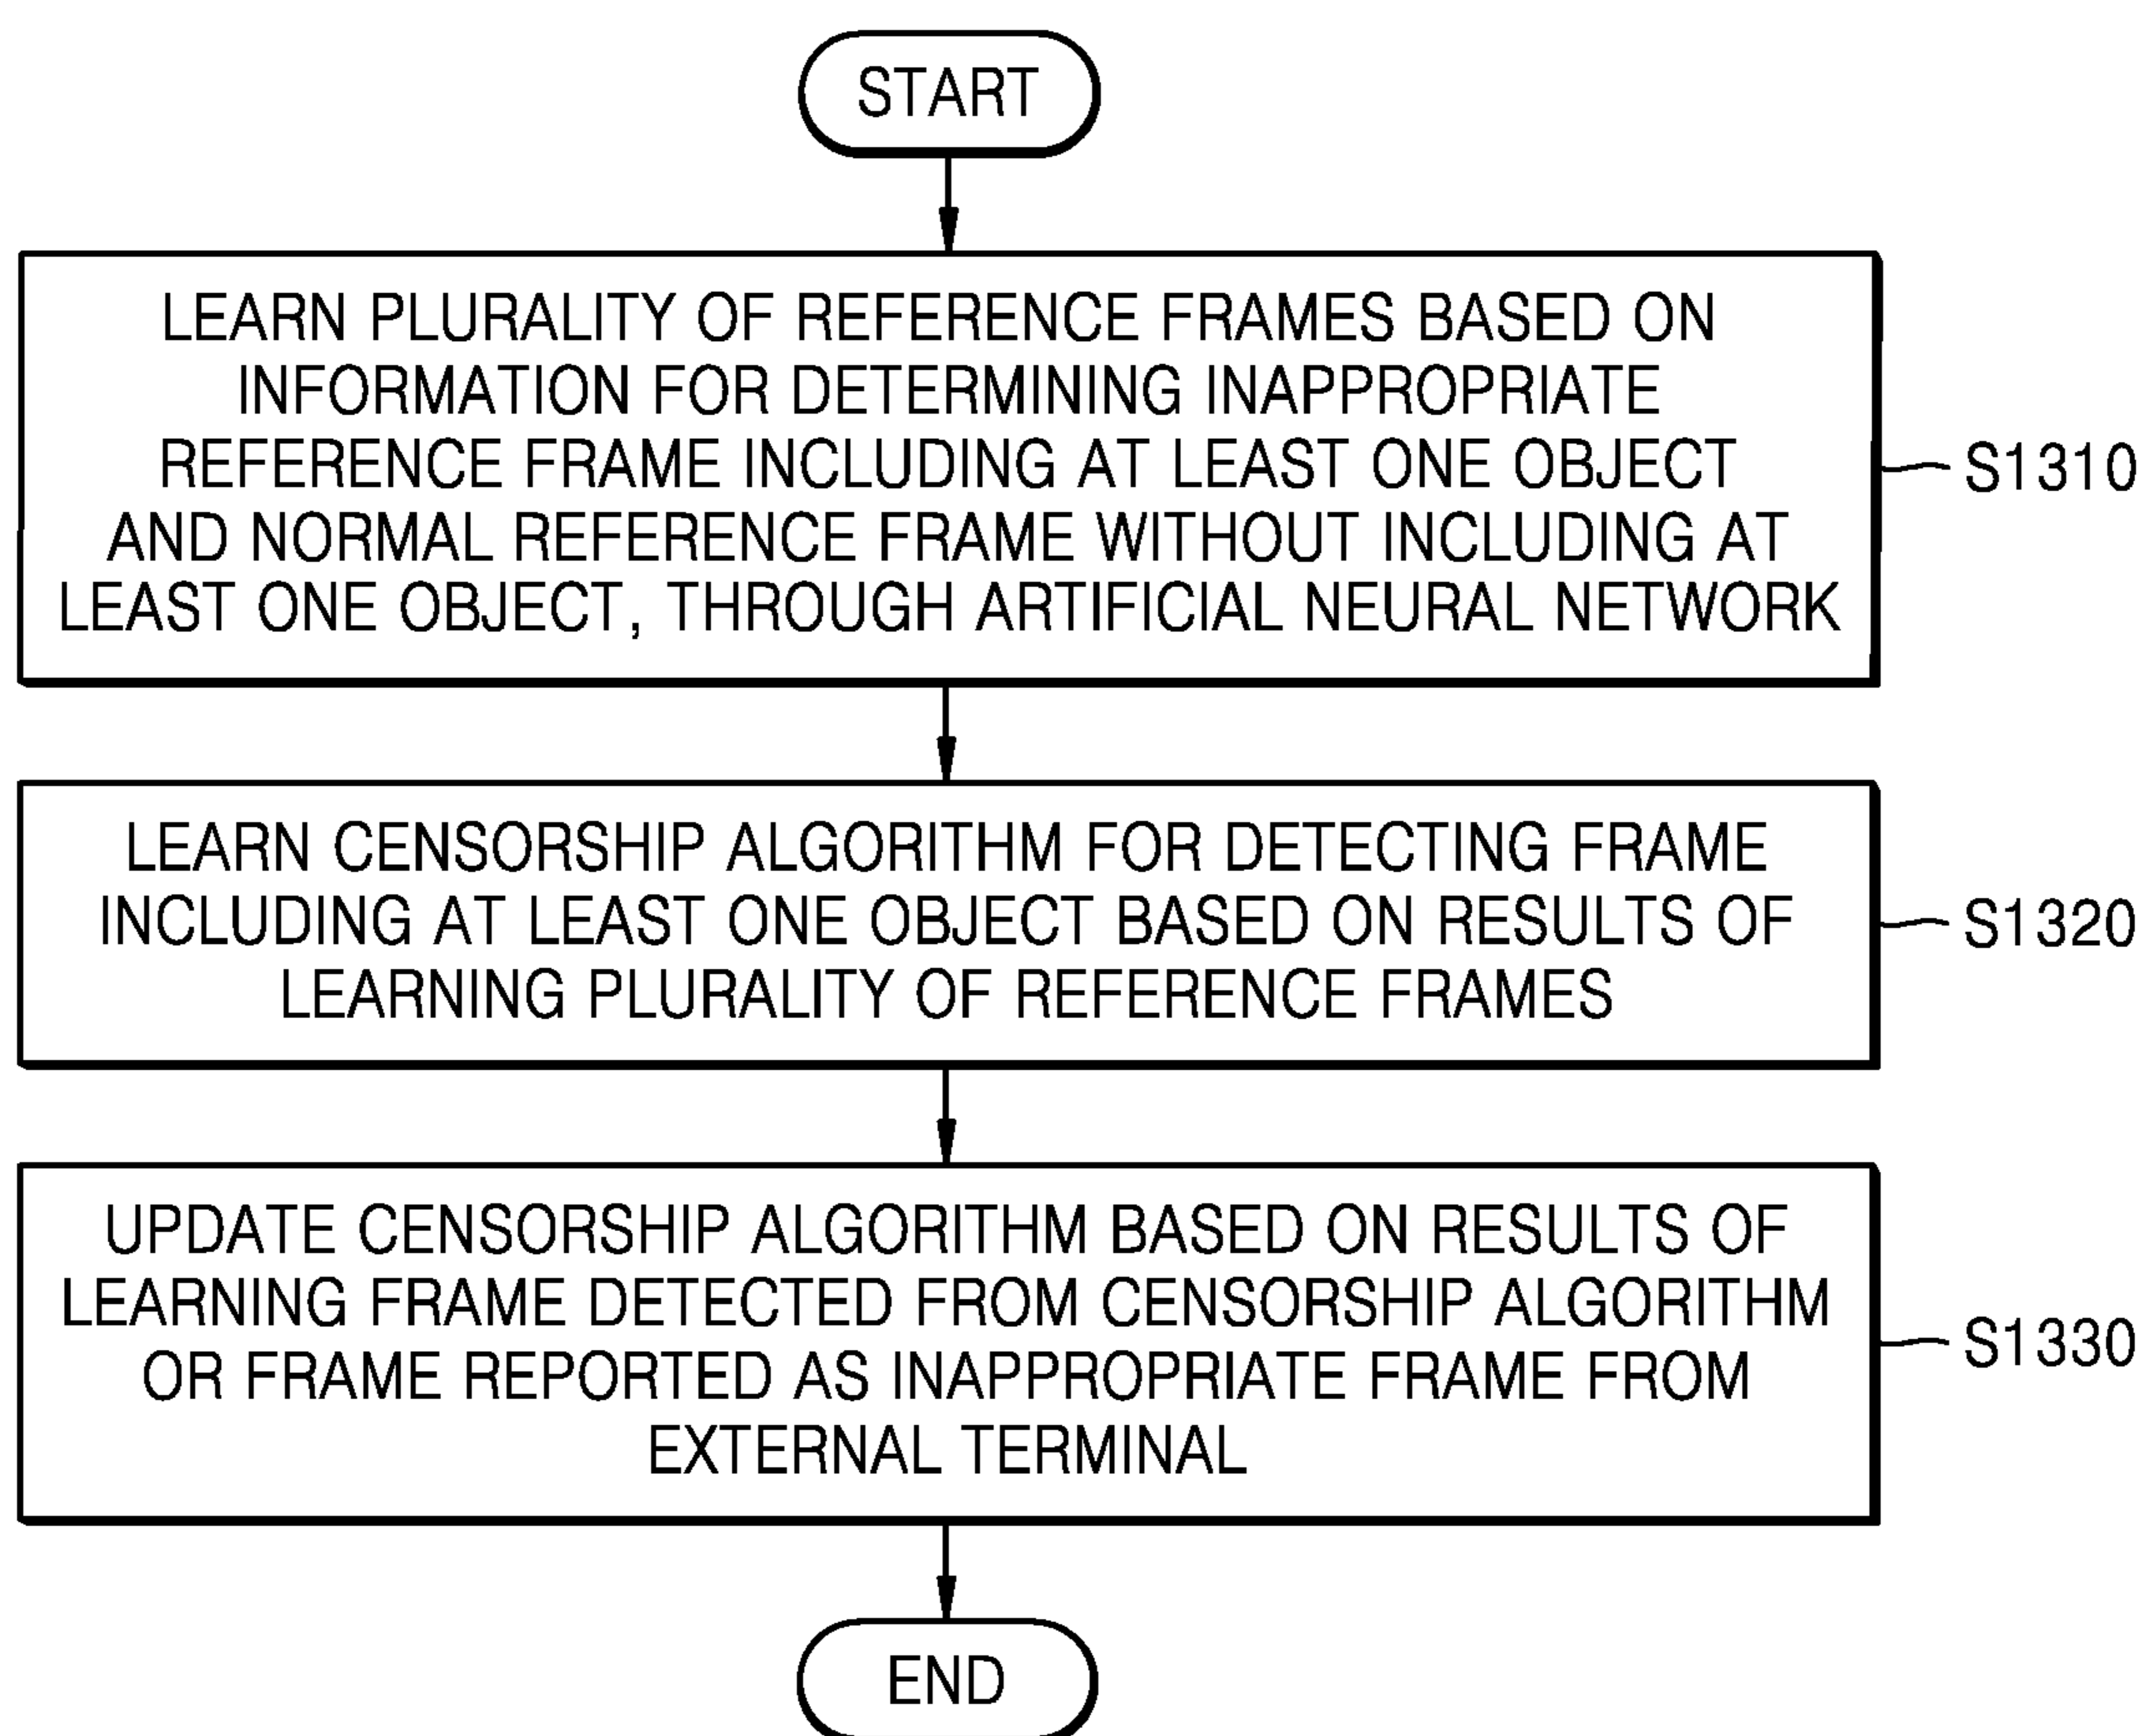 START
LEARN PLURALITY OF REFERENCE FRAMES BASED ON
INFORMATION FOR DETERMINING INAPPROPRIATE
REFERENCE FRAME INCLUDING AT LEAST ONE OBJECT
AND NORMAL REFERENCE FRAME WITHOUT INCLUDING AT
LEAST ONE OBJECT, THROUGH ARTIFICIAL NEURAL NETWORK
S1310
LEARN CENSORSHIP ALGORITHM FOR DETECTING FRAME
INCLUDING AT LEAST ONE OBJECT BASED ON RESULTS OF
LEARNING PLURALITY OF REFERENCE FRAMES
S1320
UPDATE CENSORSHIP ALGORITHM BASED ON RESULTS OF
LEARNING FRAME DETECTED FROM CENSORSHIP ALGORITHM
OR FRAME REPORTED AS INAPPROPRIATE FRAME FROM
EXTERNAL TERMINAL
S1330
END